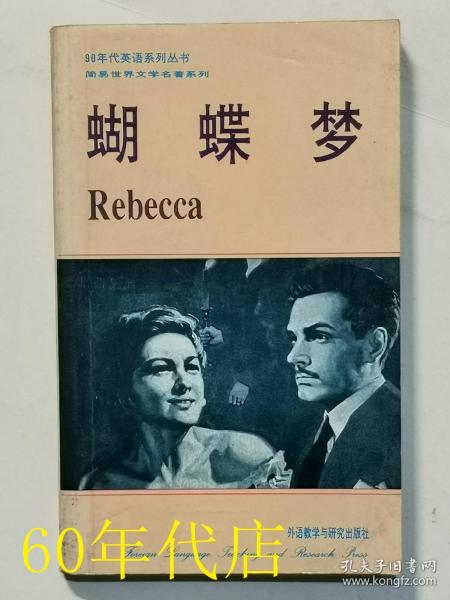 90年代英语系列丛书
简易世界文学名著系列
蝴蝶梦
Rebecca
外语教学与研究出版社
Foreign Language Teaching and Research Press
60年代店
孔夫子旧书网
www.kongfz.com